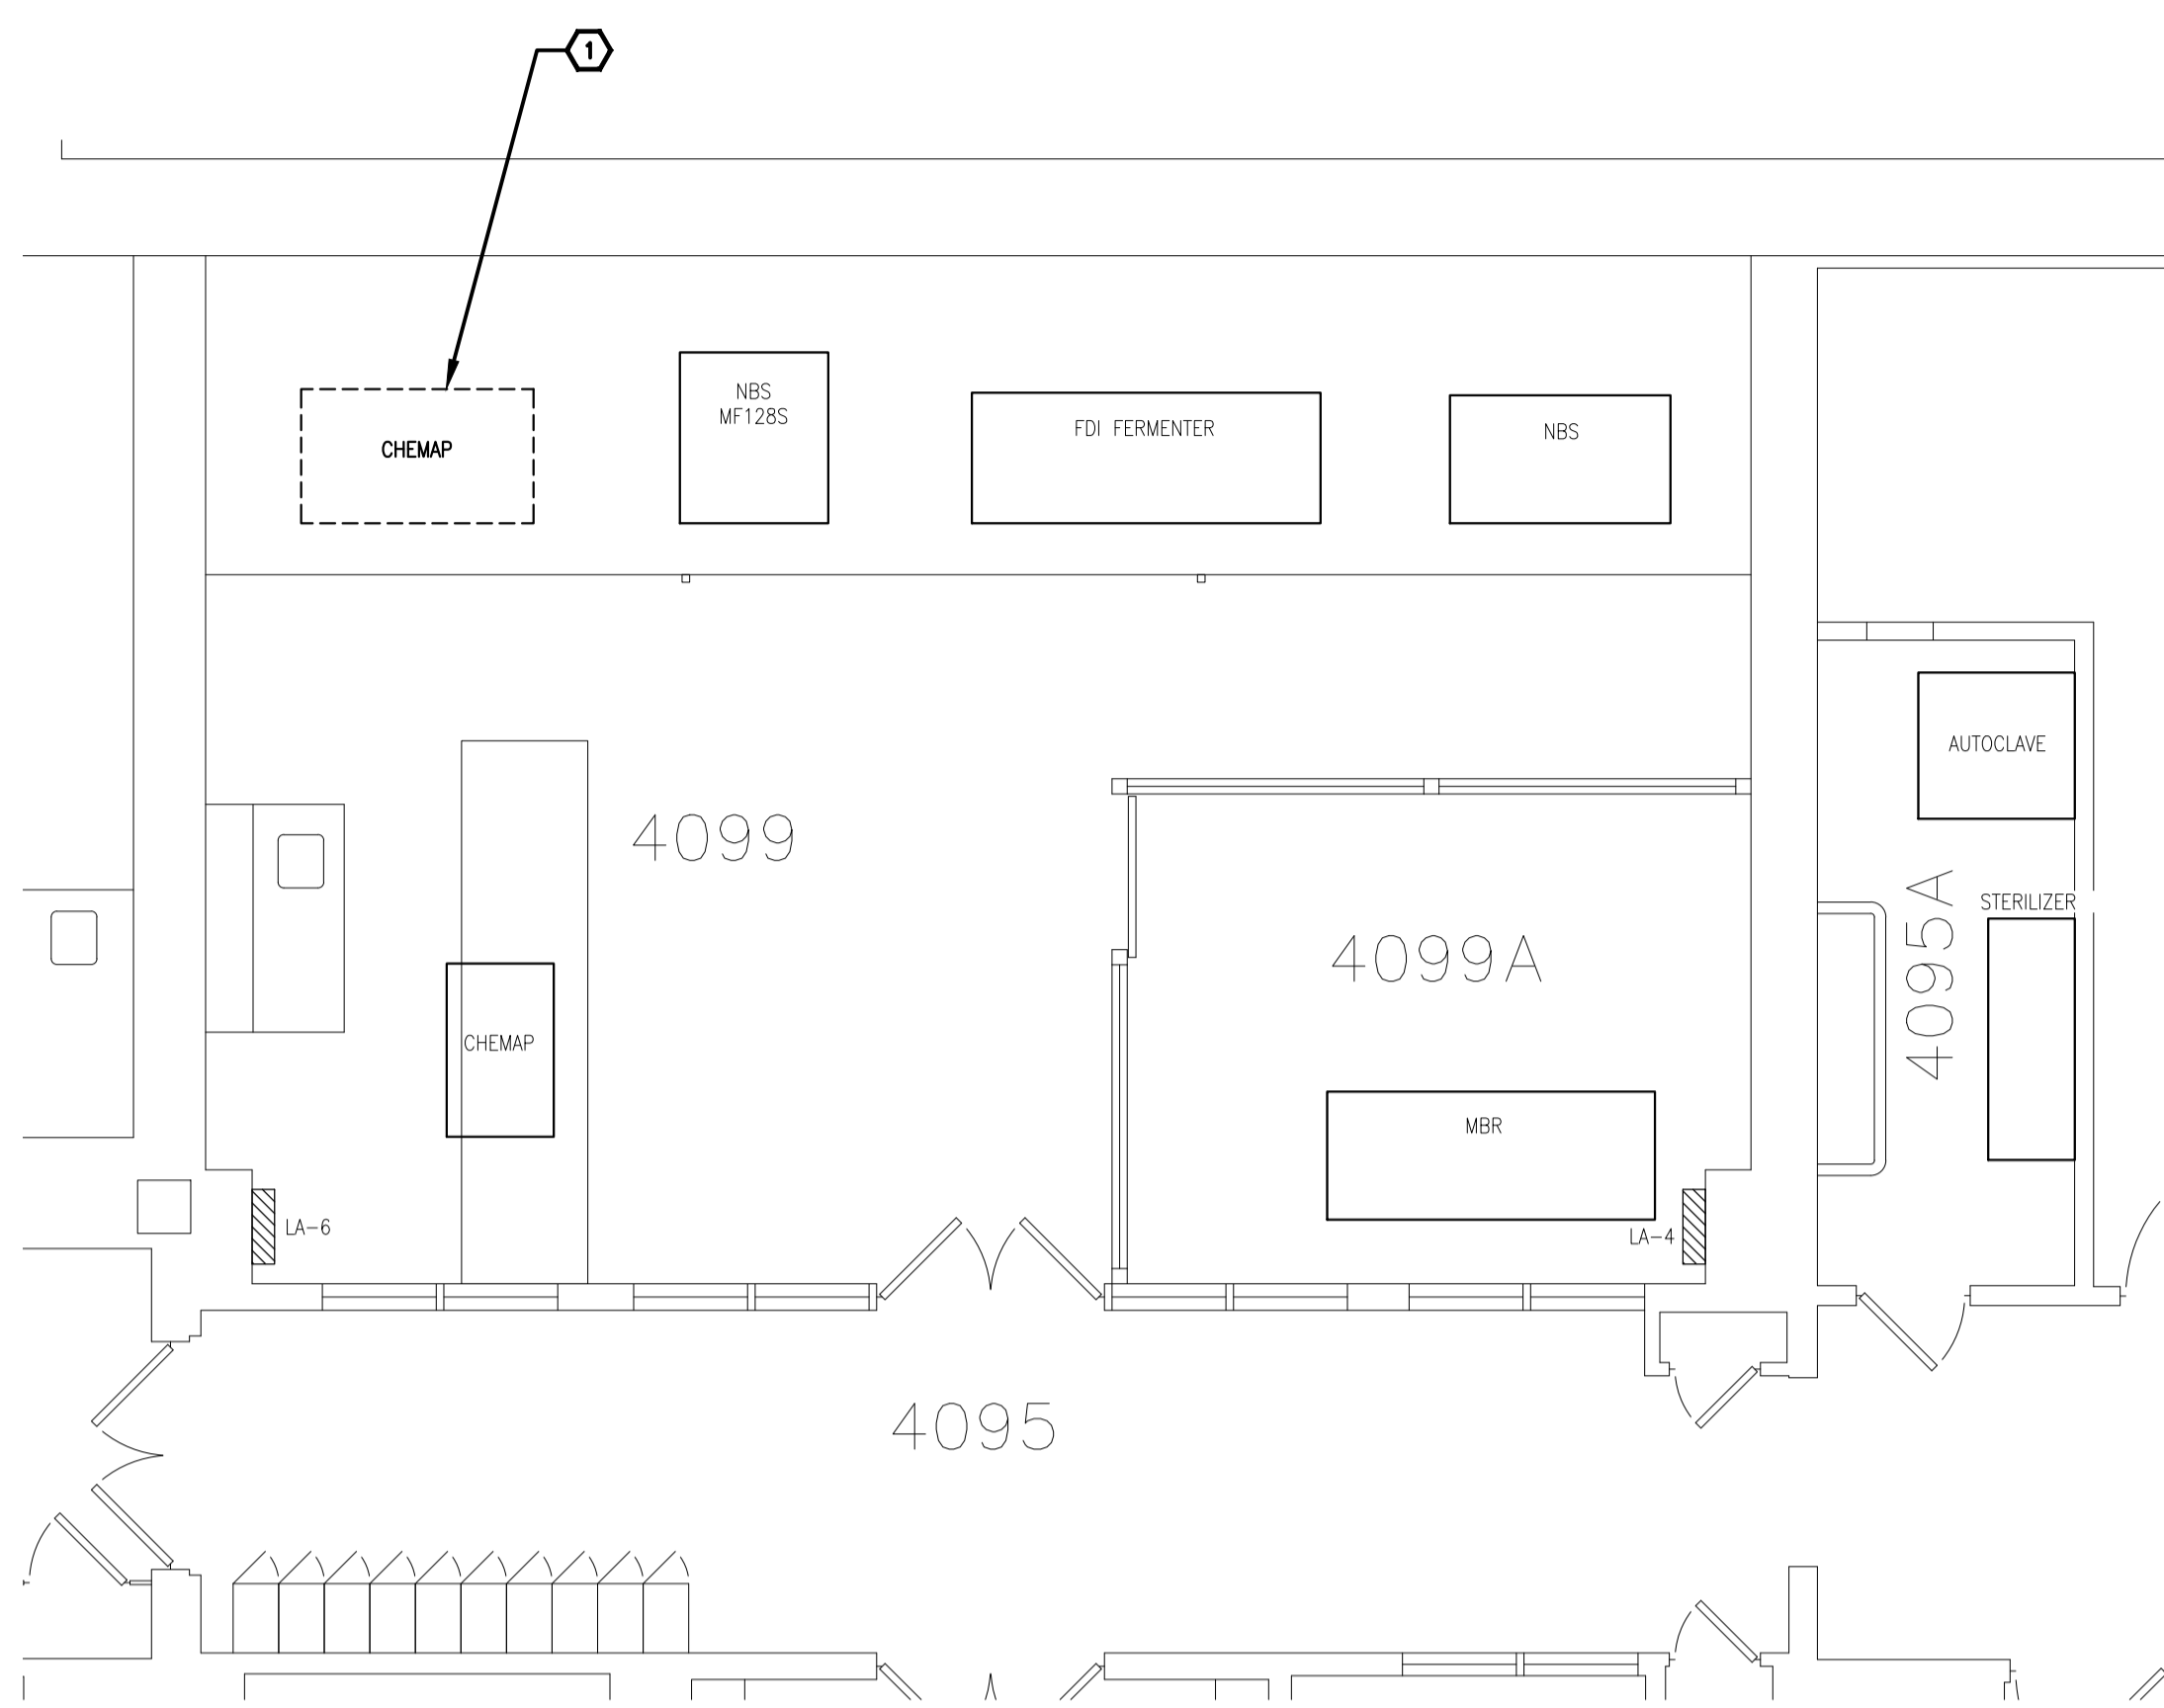 1
NBS
MF128S
FDI FERMENTER
NBS
CHEMAP
AUTOCLAVE
4099
STERILIZER
4099A
4095A
CHEMAP
MBR
LA-6
LA-4
4095